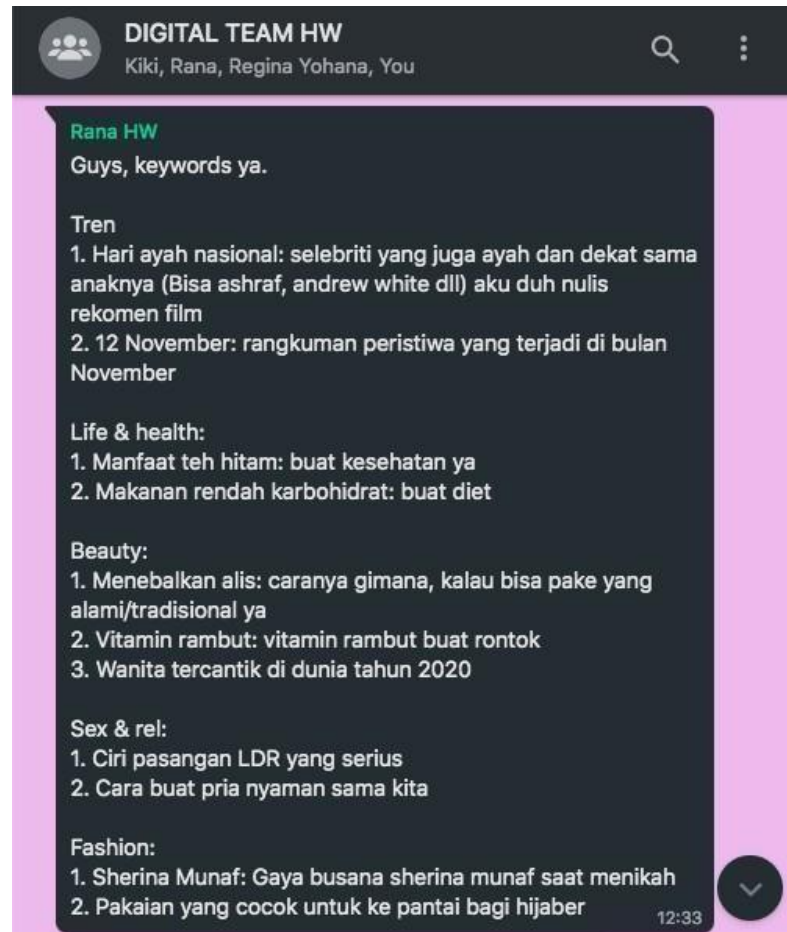 DIGITAL TEAM HW
Kiki, Rana, Regina Yohana, You
Rana HW
Guys, keywords ya.
Tren
1. Hari ayah nasional: selebriti yang juga ayah dan dekat sama
anaknya (Bisa ashraf, andrew white dll) aku duh nulis
rekomen film
2. 12 November: rangkuman peristiwa yang terjadi di bulan
November
Life & health:
1. Manfaat teh hitam: buat kesehatan ya
2. Makanan rendah karbohidrat: buat diet
Beauty:
1. Menebalkan alis: caranya gimana, kalau bisa pake yang
alami/tradisional ya
2. Vitamin rambut: vitamin rambut buat rontok
3. Wanita tercantik di dunia tahun 2020
Sex & rel:
1. Ciri pasangan LDR yang serius
2. Cara buat pria nyaman sama kita
Fashion:
1. Sherina Munaf: Gaya busana sherina munaf saat menikah
2. Pakaian yang cocok untuk ke pantai bagi hijaber
12:33